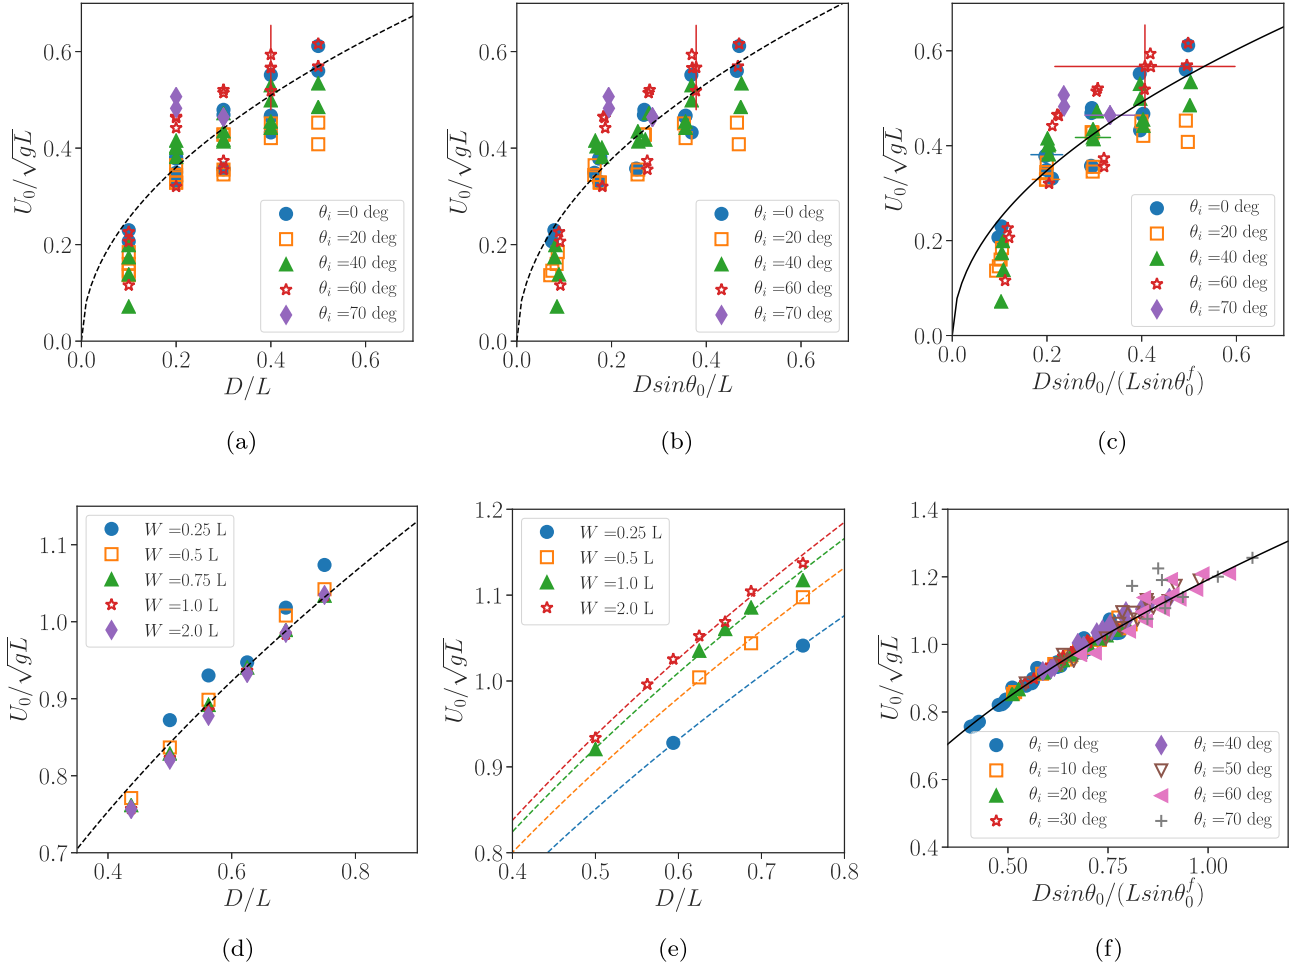 0.6
0.4
0.2
0.0
U₀/√gL
θᵢ =0 deg
θᵢ =20 deg
θᵢ =40 deg
θᵢ =60 deg
θᵢ =70 deg
0.0 0.2 0.4 0.6
D/L
(a)
0.6
0.4
0.2
0.0
U₀/√gL
θᵢ =0 deg
θᵢ =20 deg
θᵢ =40 deg
θᵢ =60 deg
θᵢ =70 deg
0.0 0.2 0.4 0.6
Dsinθ₀/L
(b)
0.6
0.4
0.2
0.0
U₀/√gL
θᵢ =0 deg
θᵢ =20 deg
θᵢ =40 deg
θᵢ =60 deg
θᵢ =70 deg
0.0 0.2 0.4 0.6
Dsinθ₀/(Lsinθ₀ᶠ)
(c)
1.1
1.0
0.9
0.8
0.7
U₀/√gL
W =0.25 L
W =0.5 L
W =0.75 L
W =1.0 L
W =2.0 L
0.4 0.6 0.8
D/L
(d)
1.2
1.1
1.0
0.9
0.8
U₀/√gL
W =0.25 L
W =0.5 L
W =1.0 L
W =2.0 L
0.4 0.5 0.6 0.7 0.8
D/L
(e)
1.4
1.2
1.0
0.8
0.6
0.4
U₀/√gL
θᵢ =0 deg
θᵢ =10 deg
θᵢ =20 deg
θᵢ =30 deg
θᵢ =40 deg
θᵢ =50 deg
θᵢ =60 deg
θᵢ =70 deg
0.50 0.75 1.00
Dsinθ₀/(Lsinθ₀ᶠ)
(f)